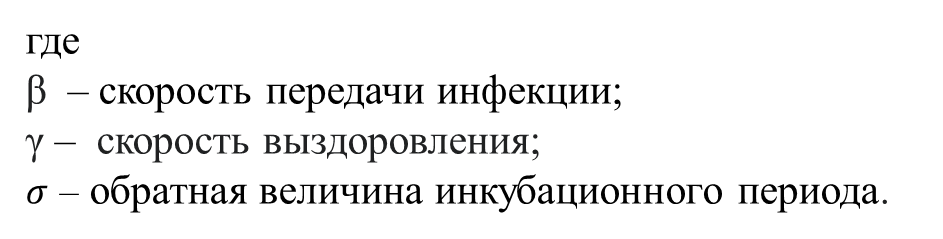 где
β – скорость передачи инфекции;
γ – скорость выздоровления;
σ – обратная величина инкубационного периода.